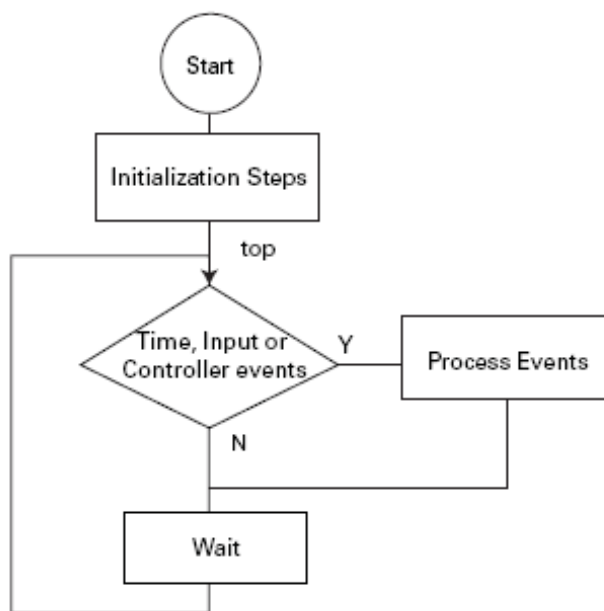 Start
Initialization Steps
top
Time, Input or
Controller events
Y
Process Events
N
Wait